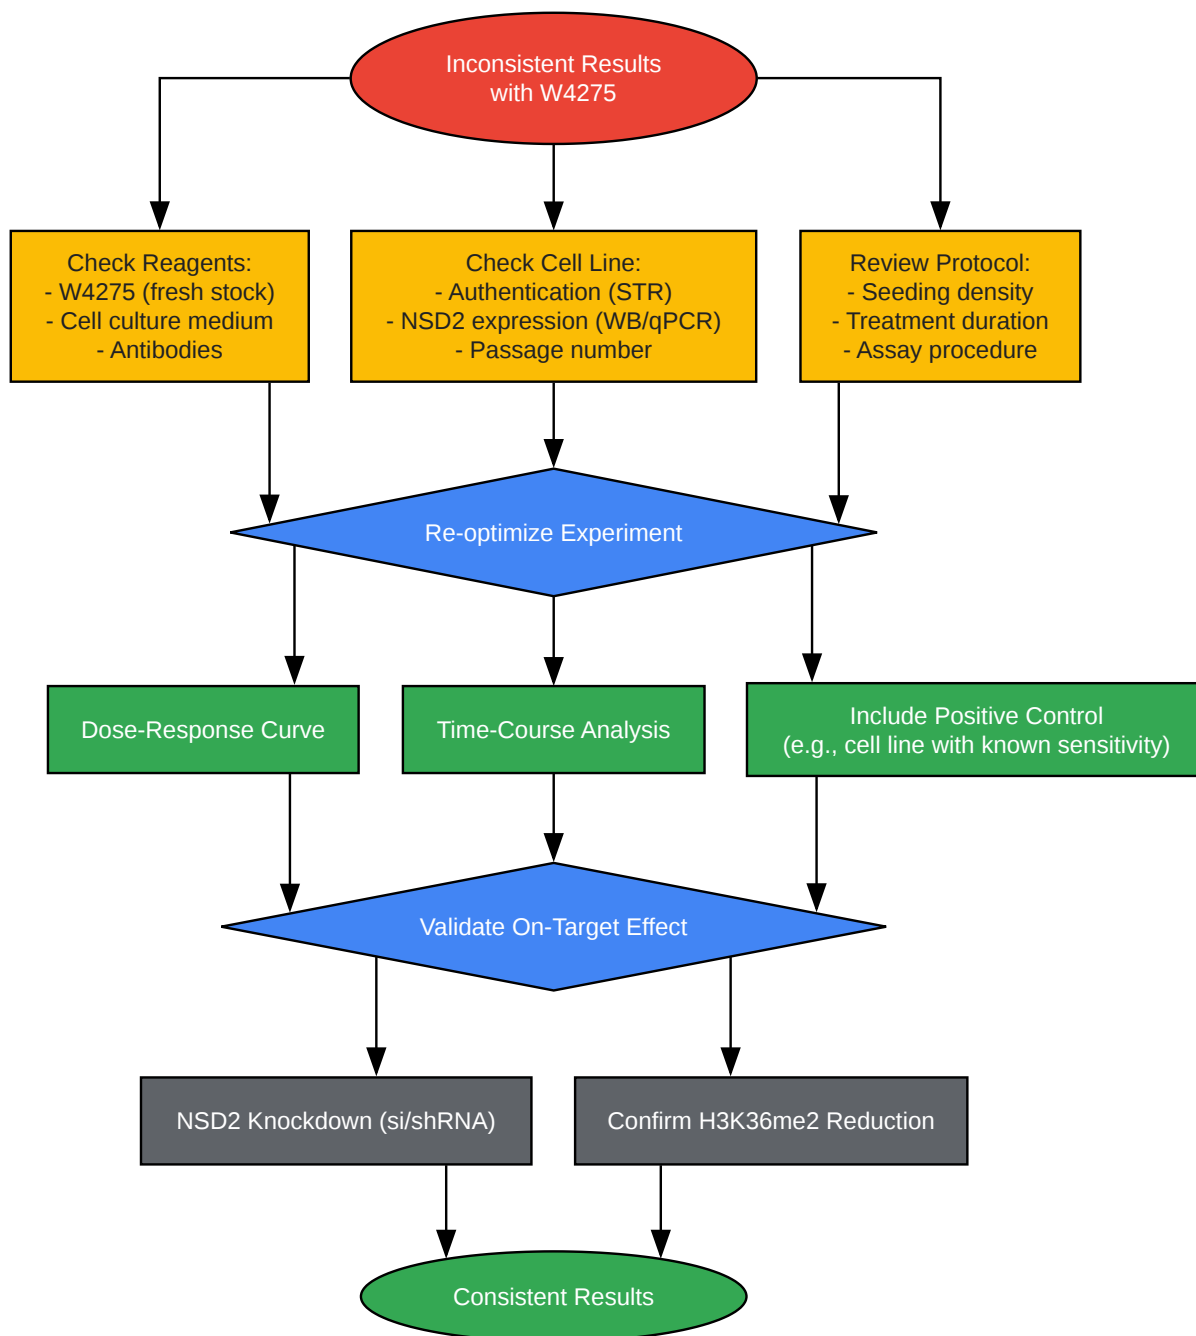 Inconsistent Results
with W4275
Check Reagents:
- W4275 (fresh stock)
- Cell culture medium
- Antibodies
Check Cell Line:
- Authentication (STR)
- NSD2 expression (WB/qPCR)
- Passage number
Review Protocol:
- Seeding density
- Treatment duration
- Assay procedure
Re-optimize Experiment
Dose-Response Curve
Time-Course Analysis
Include Positive Control
(e.g., cell line with known sensitivity)
Validate On-Target Effect
NSD2 Knockdown (si/shRNA)
Confirm H3K36me2 Reduction
Consistent Results